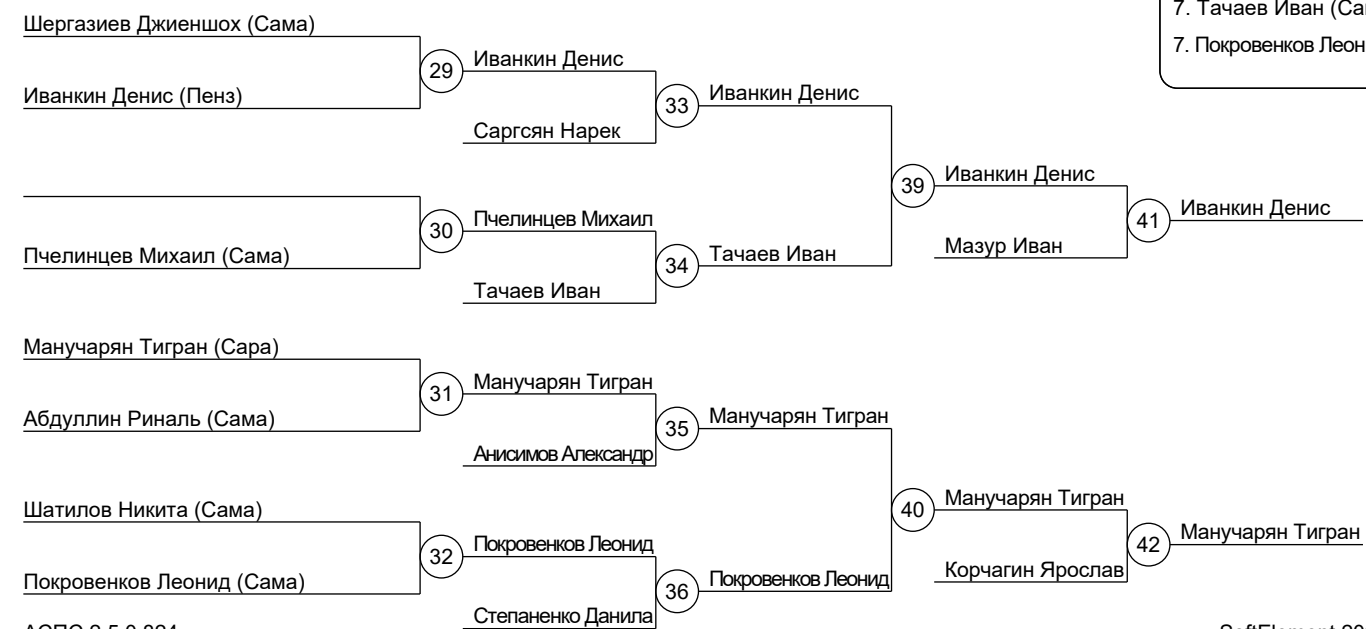 7. Тачаев Иван
7. Покровенков
Шергазиев Джиеншох (Сама)
29
Иванкин Денис
Иванкин Денис (Пенз)
33
Иванкин Денис
Саргсян Нарек
39
Иванкин Денис
30
Пчелинцев Михаил
41
Иванкин Денис
Пчелинцев Михаил (Сама)
34
Тачаев Иван
Мазур Иван
Тачаев Иван
Манучарян Тигран (Сара)
31
Манучарян Тигран
Абдуллин Риналь (Сама)
35
Манучарян Тигран
Анисимов Александр
Шатилов Никита (Сама)
40
Манучарян Тигран
32
Покровенков Леонид
42
Манучарян Тигран
Покровенков Леонид (Сама)
36
Покровенков Леонид
Корчагин Ярослав
Степаненко Данила